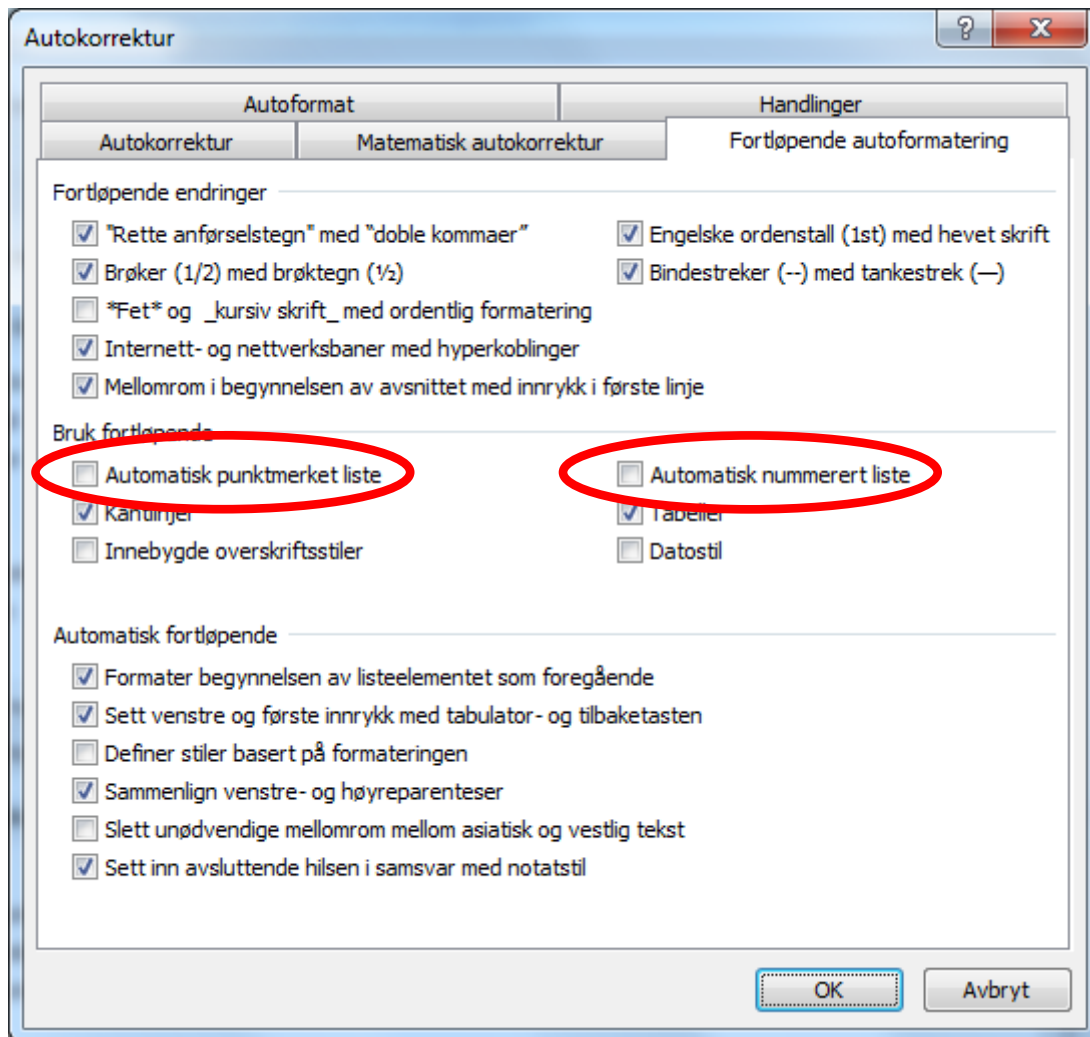 Autokorrektur
Autoformat
Handlinger
Autokorrektur
Matematisk autokorrektur
Fortløpende autoformatering
Fortløpende endringer
"Rette anførselstegn" med “doble kommaer”
Engelske ordenstall (1st) med hevet skrift
Brøker (1/2) med brøktegn (½)
Bindestreker (--) med tankestrek (—)
*Fet* og _kursiv skrift_ med ordentlig formatering
Internett- og nettverksbaner med hyperkoblinger
Mellomrom i begynnelsen av avsnittet med innrykk i første linje
Bruk fortløpende
Automatisk punktmerket liste
Automatisk nummerert liste
Kantlinjer
Tabeller
Innebygde overskriftsstiler
Datostil
Automatisk fortløpende
Formater begynnelsen av listeelementet som foregående
Sett venstre og første innrykk med tabulator- og tilbaketasten
Definer stiler basert på formateringen
Sammenlign venstre- og høyreparenteser
Slett unødvendige mellomrom mellom asiatisk og vestlig tekst
Sett inn avsluttende hilsen i samsvar med notatstil
OK
Avbryt